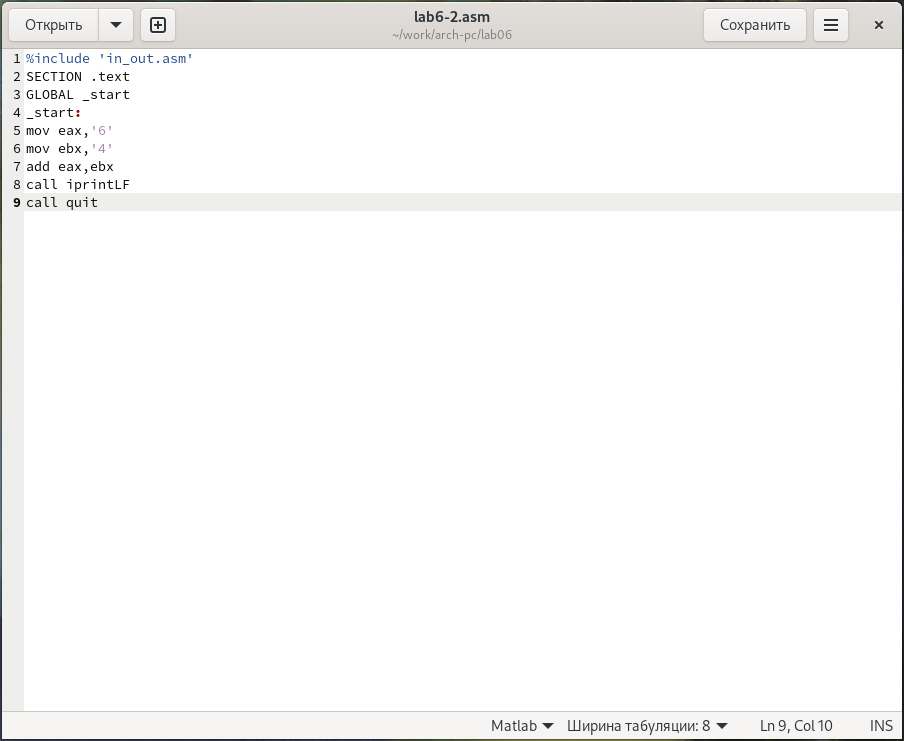 Открыть
lab6-2.asm
~/work/arch-pc/lab06
Сохранить
1 %include 'in_out.asm'
2 SECTION .text
3 GLOBAL _start
4 _start:
5 mov eax,'6'
6 mov ebx,'4'
7 add eax,ebx
8 call iprintLF
9 call quit
Matlab Ширина табуляции: 8 Ln 9, Col 10 INS